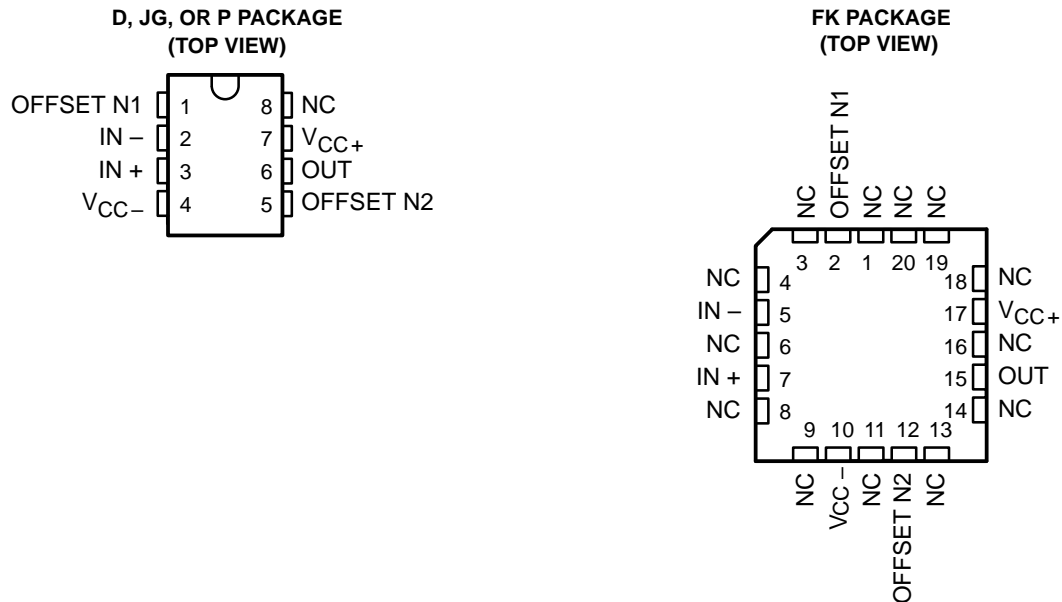 D, JG, OR P PACKAGE
(TOP VIEW)
OFFSET N1 1 8 NC
IN – 2 7 VCC+
IN + 3 6 OUT
VCC– 4 5 OFFSET N2
FK PACKAGE
(TOP VIEW)
NC OFFSET N1 NC NC NC
3 2 1 20 19
NC 4 18 NC
IN – 5 17 VCC+
NC 6 16 NC
IN + 7 15 OUT
NC 8 14 NC
9 10 11 12 13
NC VCC– NC OFFSET N2 NC